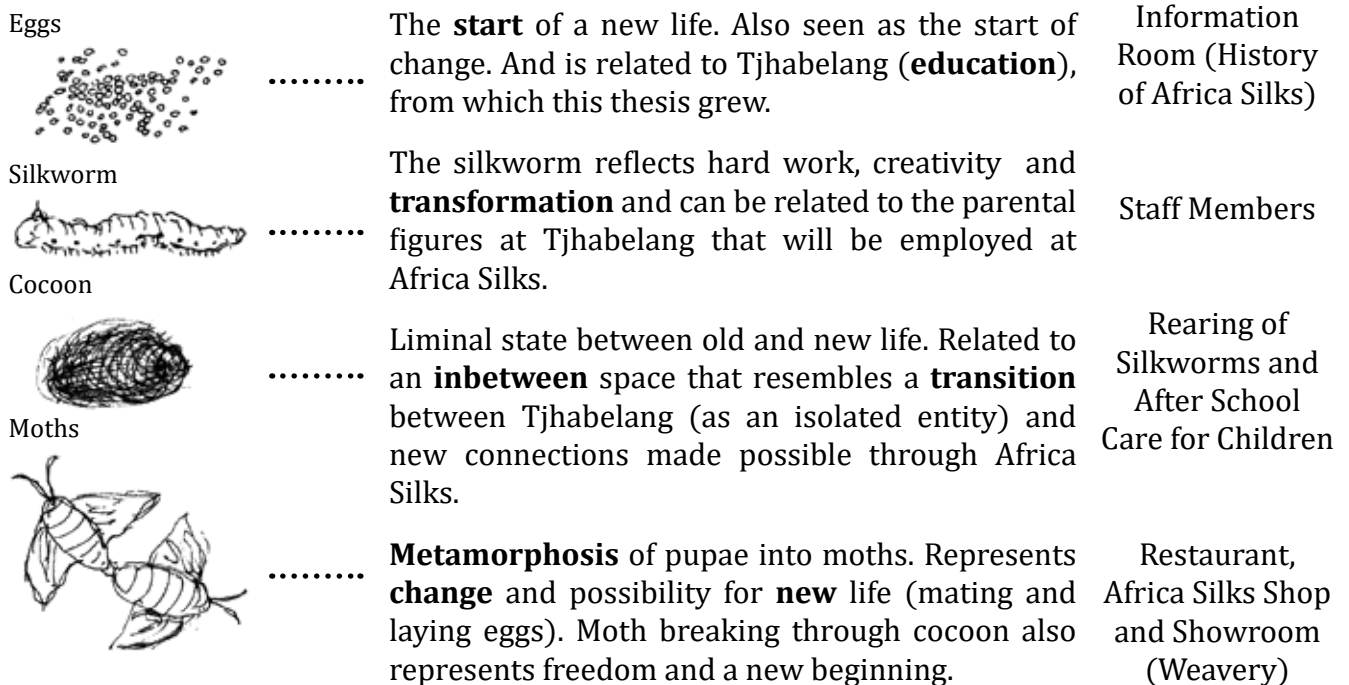 Eggs
The start of a new life. Also seen as the start of
change. And is related to Tjhabelang (education),
from which this thesis grew.
Information
Room (History
of Africa Silks)
Silkworm
The silkworm reflects hard work, creativity and
transformation and can be related to the parental
figures at Tjhabelang that will be employed at
Africa Silks.
Staff Members
Cocoon
Liminal state between old and new life. Related to
an inbetween space that resembles a transition
between Tjhabelang (as an isolated entity) and
new connections made possible through Africa
Silks.
Rearing of
Silkworms and
After School
Care for Children
Moths
Metamorphosis of pupae into moths. Represents
change and possibility for new life (mating and
laying eggs). Moth breaking through cocoon also
represents freedom and a new beginning.
Restaurant,
Africa Silks Shop
and Showroom
(Weavery)